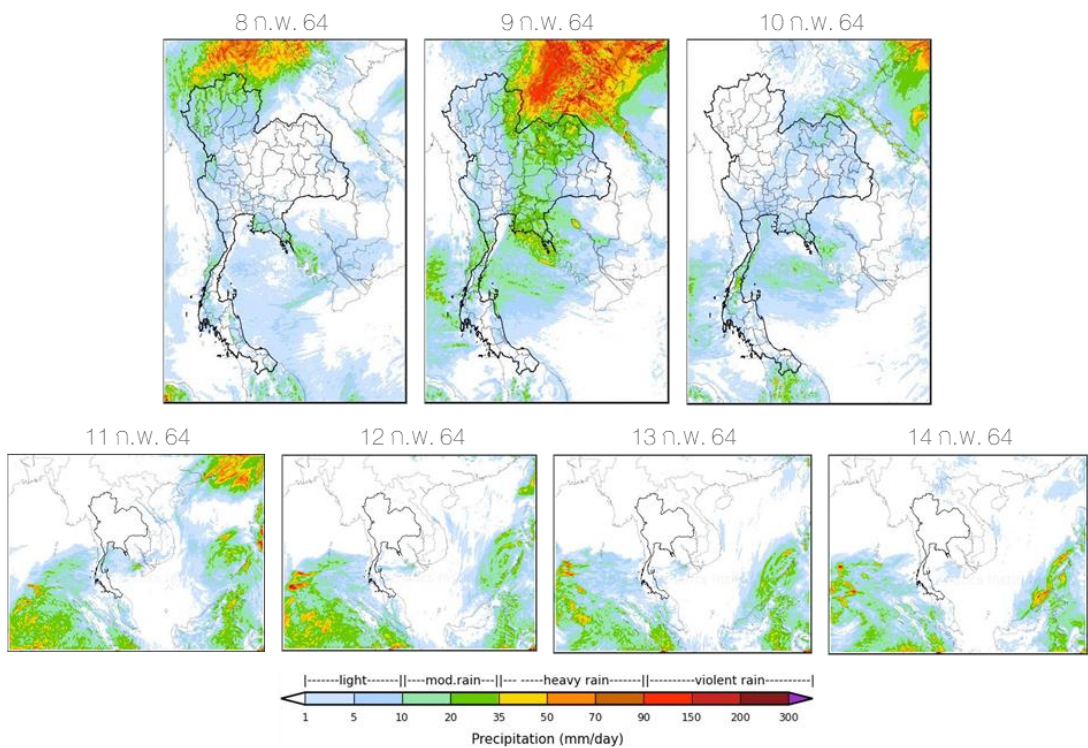 8 ก.พ. 64
9 ก.พ. 64
10 ก.พ. 64
11 ก.พ. 64
12 ก.พ. 64
13 ก.พ. 64
14 ก.พ. 64
|-------light------||---mod.rain---||--- ----heavy rain-----||--------violent rain--------|
1 5 10 20 35 50 70 90 150 200 300
Precipitation (mm/day)